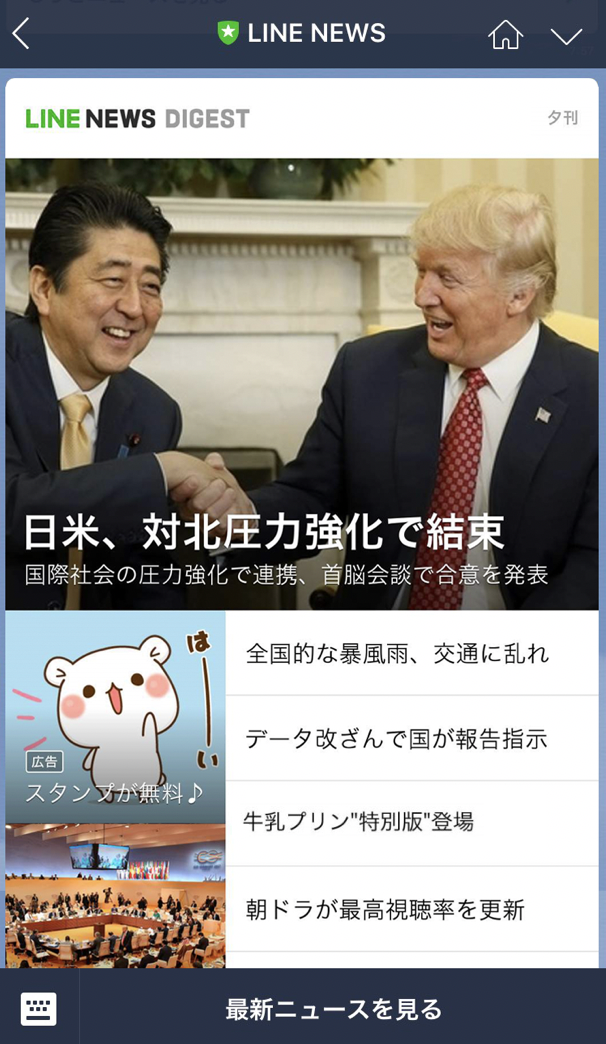 LINE NEWS
LINE NEWS DIGEST
夕刊
日米、対北圧力強化で結束
国際社会の圧力強化で連携、首脳会談で合意を発表
はーい
広告
スタンプが無料♪
全国的な暴風雨、交通に乱れ
データ改ざんで国が報告指示
牛乳プリン"特別版"登場
朝ドラが最高視聴率を更新
最新ニュースを見る